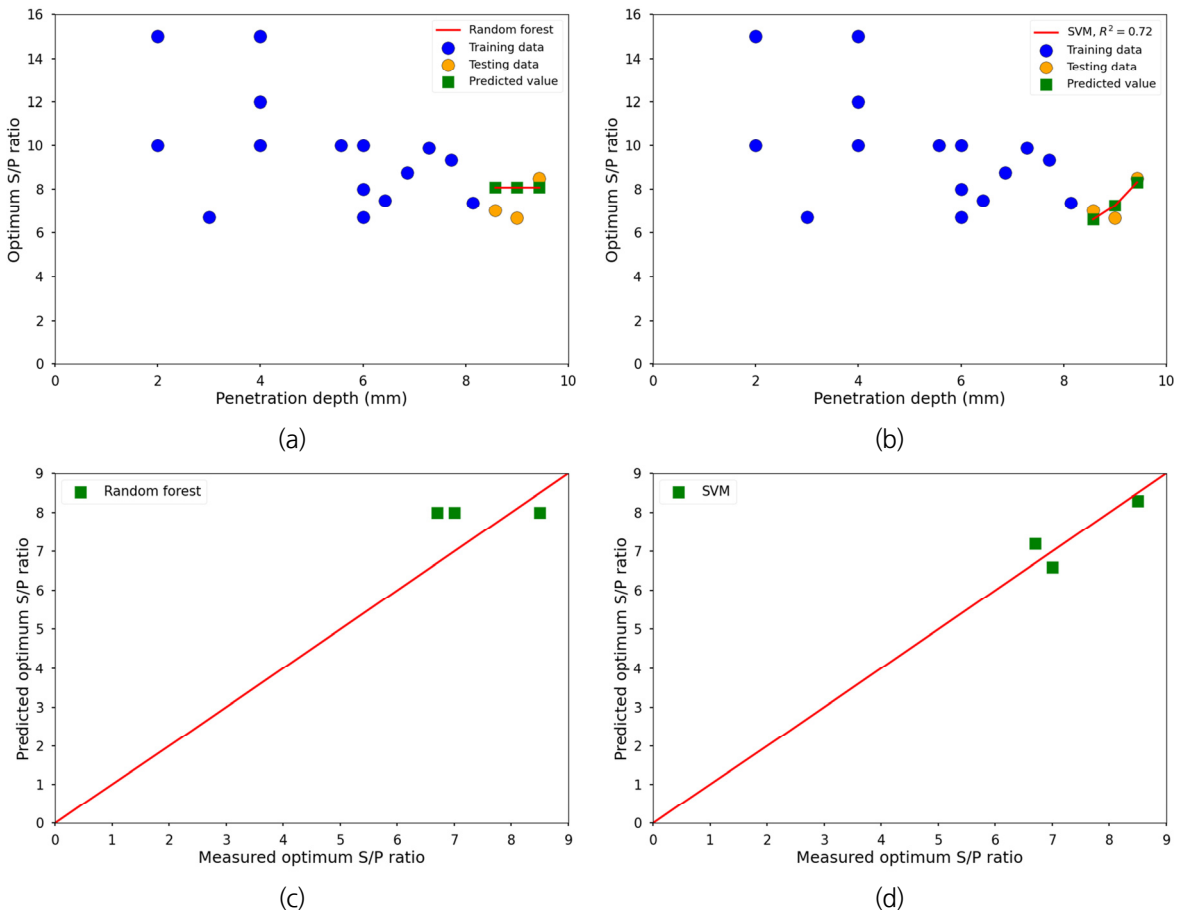 16
14
12
10
8
6
4
2
0
Optimum S/P ratio
Random forest
Training data
Testing data
Predicted value
0 2 4 6 8 10
Penetration depth (mm)
(a)
16
14
12
10
8
6
4
2
0
Optimum S/P ratio
SVM, R² = 0.72
Training data
Testing data
Predicted value
0 2 4 6 8 10
Penetration depth (mm)
(b)
9
8
7
6
5
4
3
2
1
0
Predicted optimum S/P ratio
Random forest
0 1 2 3 4 5 6 7 8 9
Measured optimum S/P ratio
(c)
9
8
7
6
5
4
3
2
1
0
Predicted optimum S/P ratio
SVM
0 1 2 3 4 5 6 7 8 9
Measured optimum S/P ratio
(d)